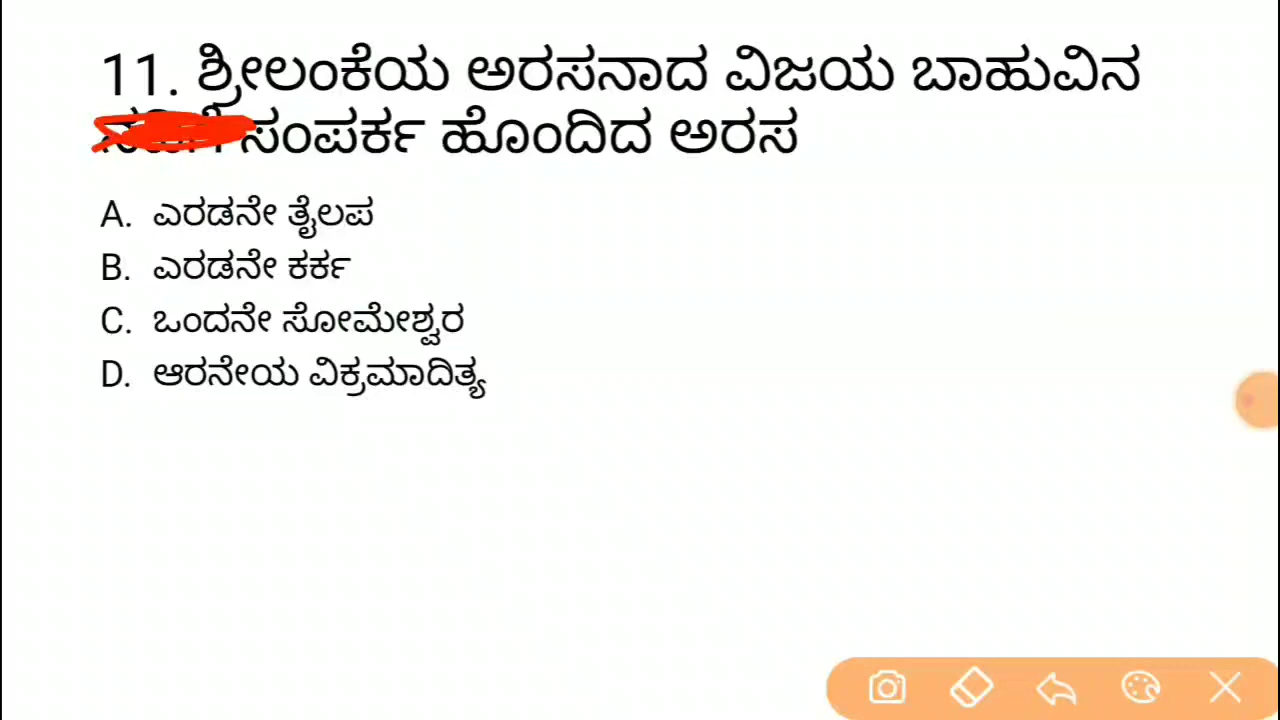 11. ಶ್ರೀಲಂಕೆಯ ಅರಸನಾದ ವಿಜಯ ಬಾಹುವಿನ
ಸಂಪರ್ಕ ಹೊಂದಿದ ಅರಸ
A. ಎರಡನೇ ತೈಲಪ
B. ಎರಡನೇ ಕರ್ಕ
C. ಒಂದನೇ ಸೋಮೇಶ್ವರ
D. ಆರನೇಯ ವಿಕ್ರಮಾದಿತ್ಯ